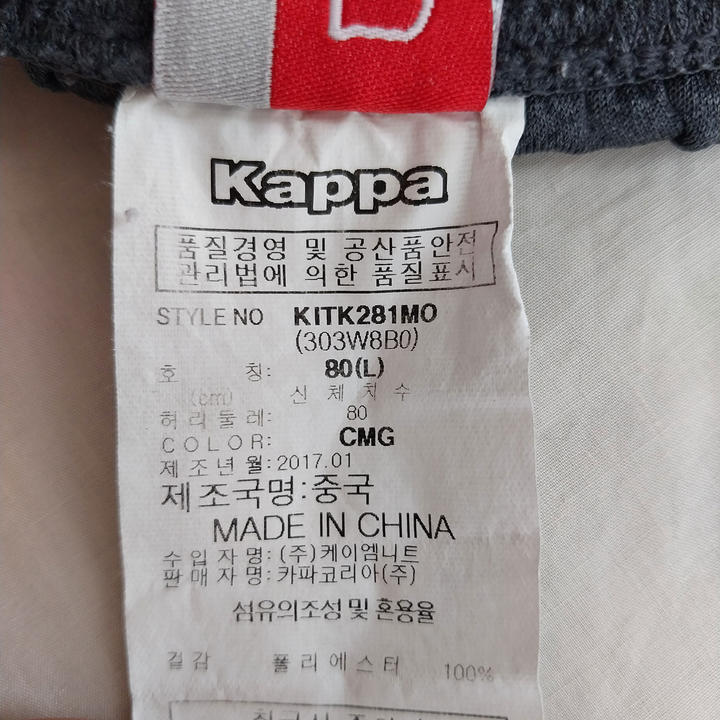 Kappa
품질경영 및 공산품안전
관리법에 의한 품질표시
STYLE NO KITK281MO
(303W8B0)
호 칭: 80(L)
(cm) 신 체 치 수
허 리 둘 레: 80
C O L O R: CMG
제 조 년 월: 2017.01
제조국명:중국
MADE IN CHINA
수 입 자 명: (주)케이엠니트
판 매 자 명: 카파코리아(주)
섬유의조성 및 혼용율
겉감 폴리에스터 100%